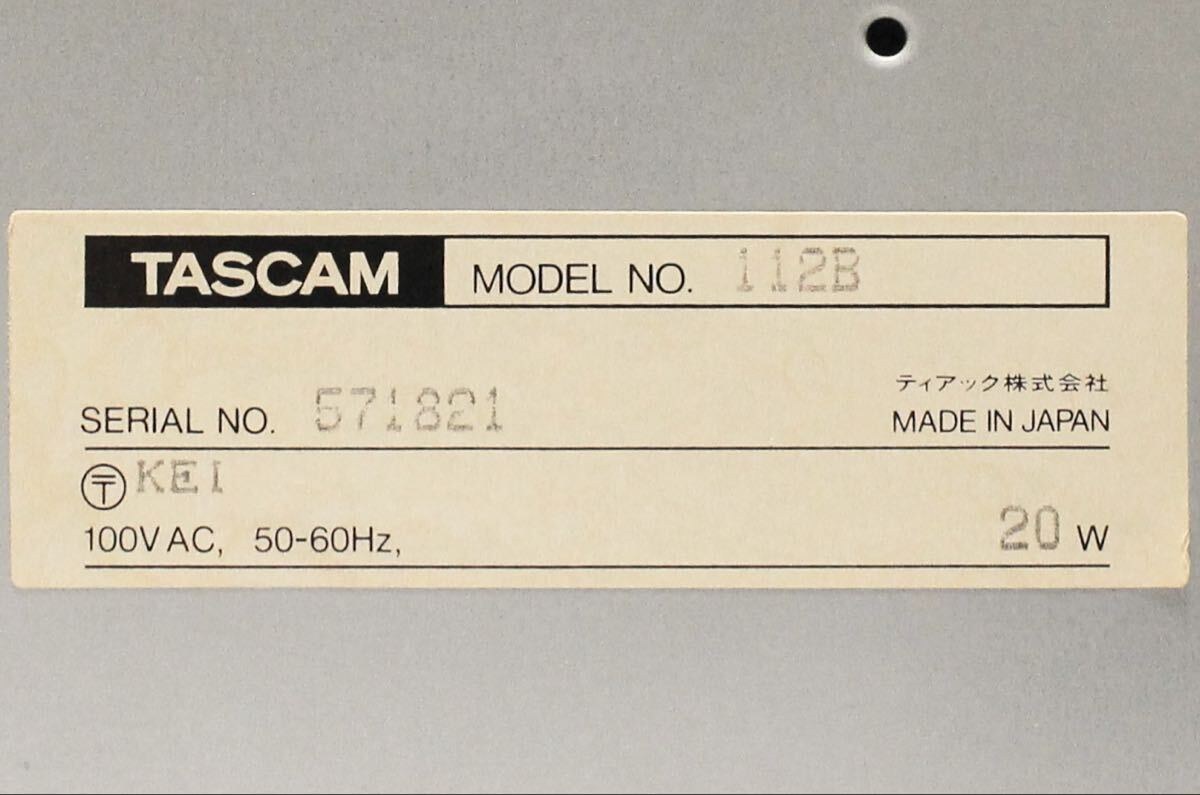 TASCAM MODEL NO. 112B
ティアック株式会社
SERIAL NO. 571821 MADE IN JAPAN
〶 KEI
100V AC, 50-60Hz, 20 W